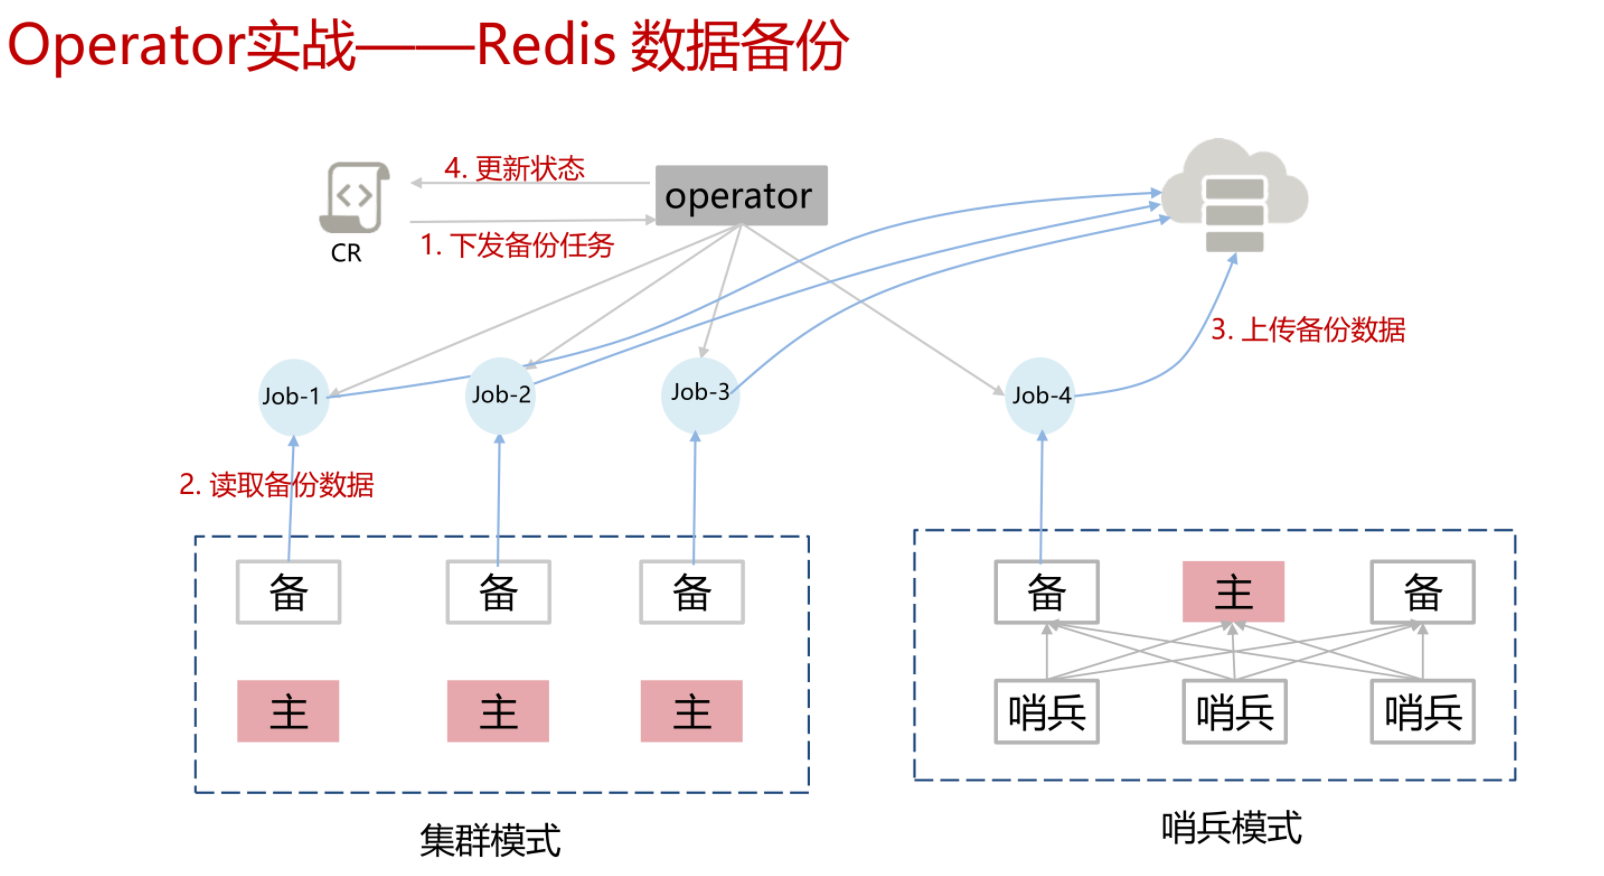 Operator实战——Redis 数据备份
4. 更新状态
operator
CR
1. 下发备份任务
3. 上传备份数据
Job-1
Job-2
Job-3
Job-4
2. 读取备份数据
备
备
备
备
主
备
主
主
主
哨兵
哨兵
哨兵
集群模式
哨兵模式